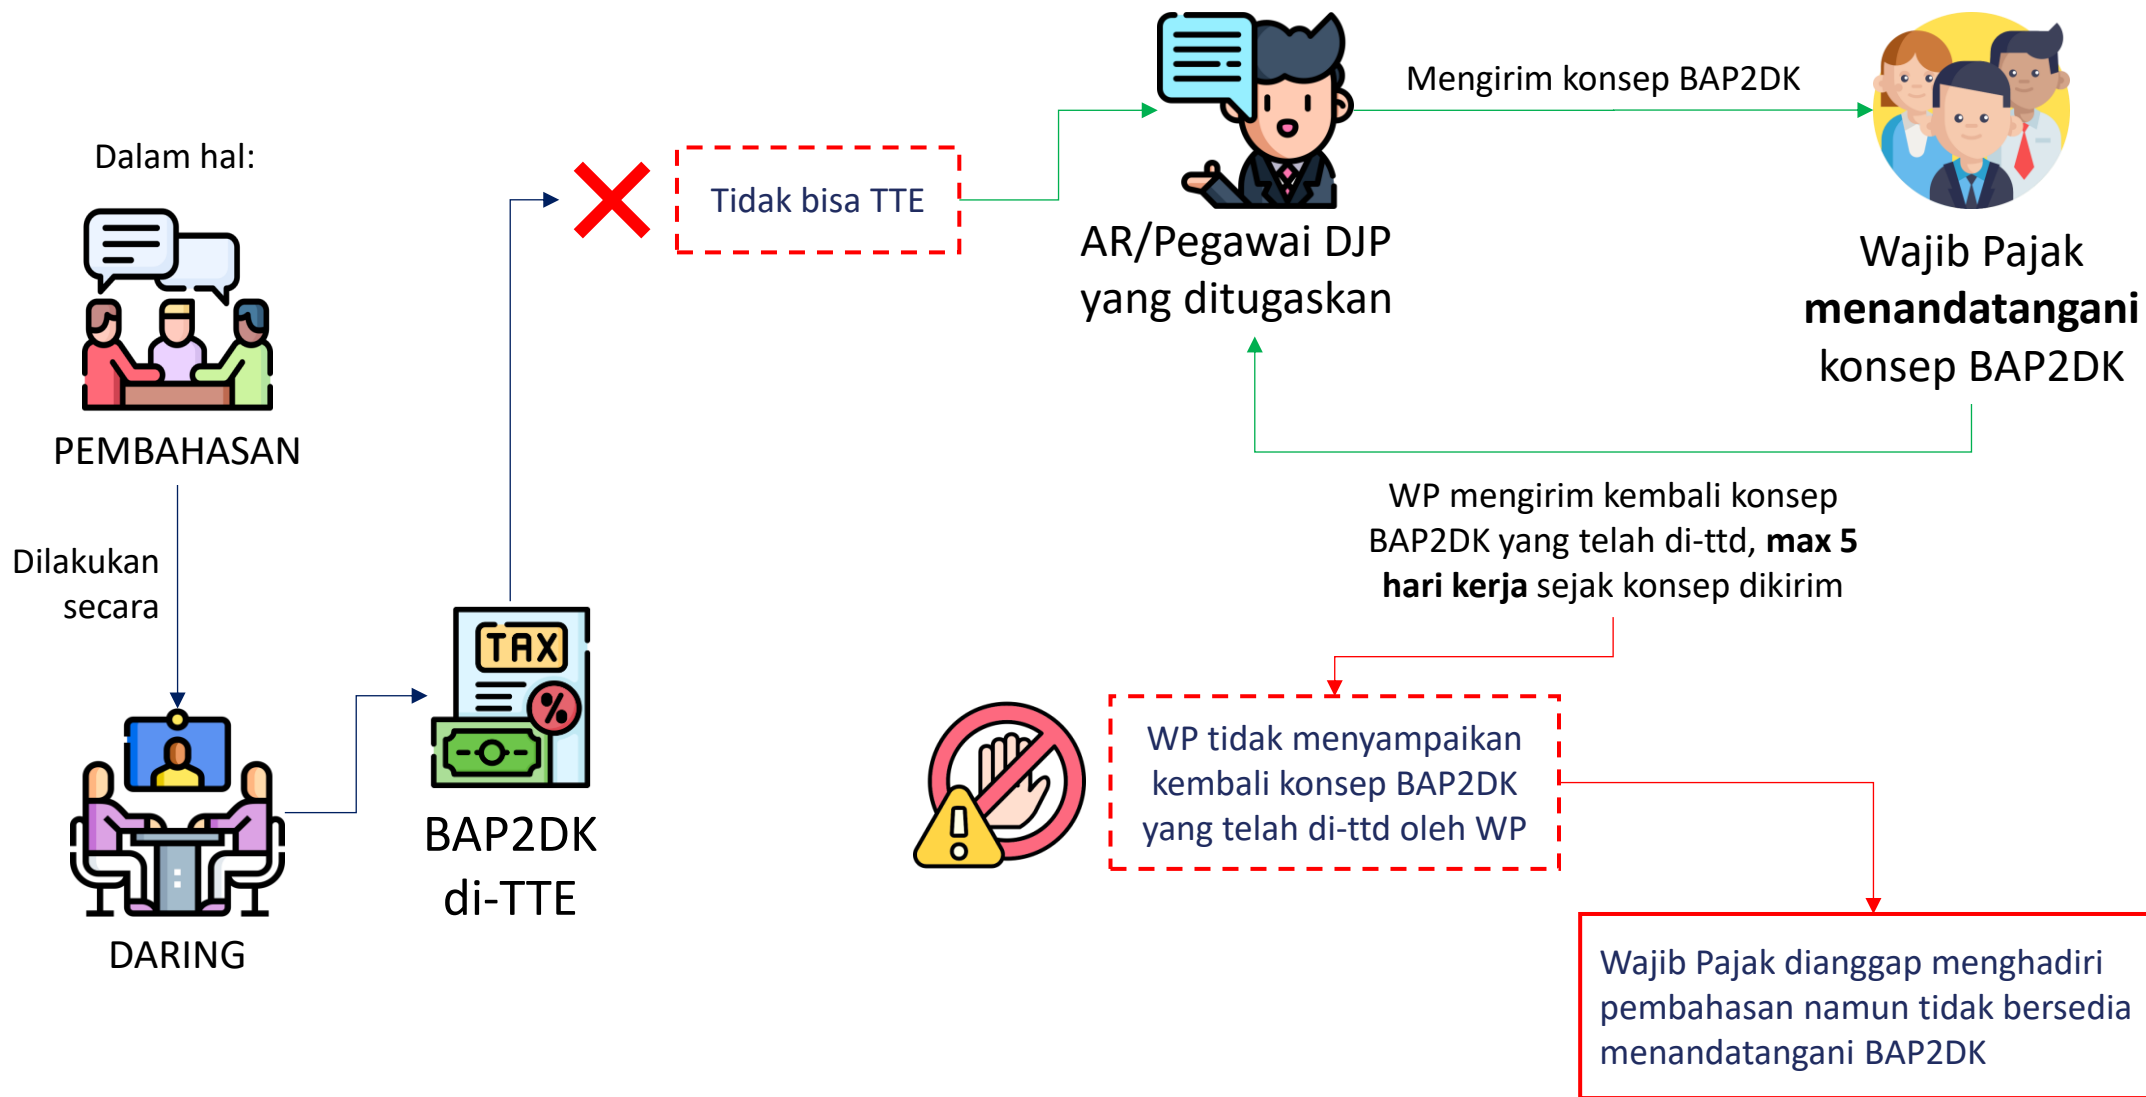 Dalam hal:
PEMBAHASAN
Dilakukan
secara
DARING
TAX
%
BAP2DK
di-TTE
Tidak bisa TTE
AR/Pegawai DJP
yang ditugaskan
Mengirim konsep BAP2DK
Wajib Pajak
menandatangani
konsep BAP2DK
WP mengirim kembali konsep
BAP2DK yang telah di-ttd, max 5
hari kerja sejak konsep dikirim
WP tidak menyampaikan
kembali konsep BAP2DK
yang telah di-ttd oleh WP
Wajib Pajak dianggap menghadiri
pembahasan namun tidak bersedia
menandatangani BAP2DK